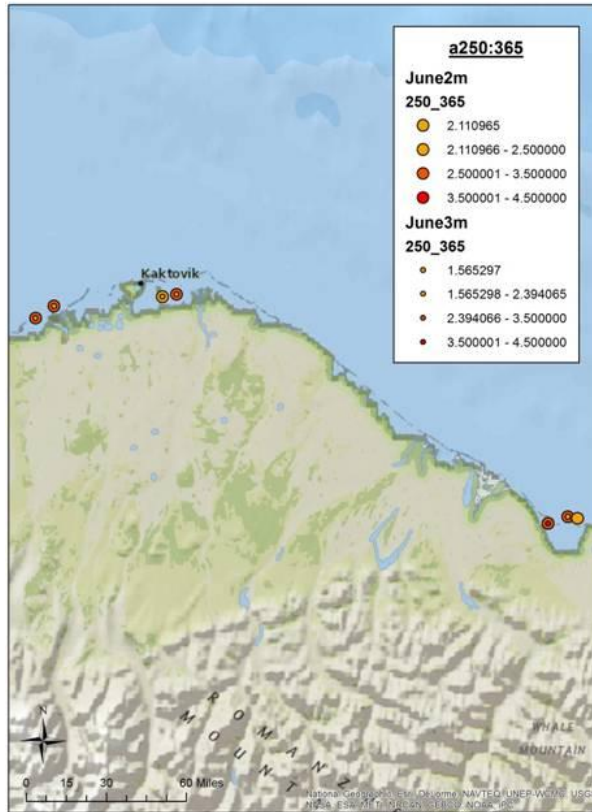 a250:365
June2m
250_365
2.110965
2.110966 - 2.500000
2.500001 - 3.500000
3.500001 - 4.500000
June3m
250_365
1.565297
1.565298 - 2.394065
2.394066 - 3.500000
3.500001 - 4.500000
Kaktovik
ROMANZ
MOUNT
WHALE
MOUNTAIN
N
0 15 30 60 Miles
National Geographic, Esri, DeLorme, NAVTEQ, UNEP-WCMC, USGS
NASA, ESA, METI, NRCAN, GEBCO, NOAA, iPC